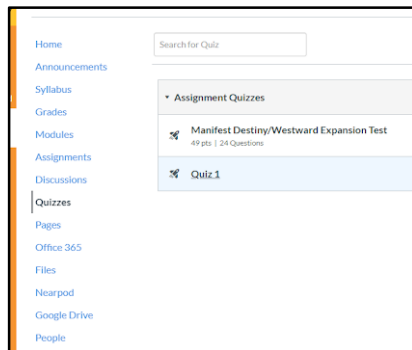 Home
Announcements
Syllabus
Grades
Modules
Assignments
Discussions
Quizzes
Pages
Office 365
Files
Nearpod
Google Drive
People
Search for Quiz
Assignment Quizzes
Manifest Destiny/Westward Expansion Test
49 pts | 24 Questions
Quiz 1